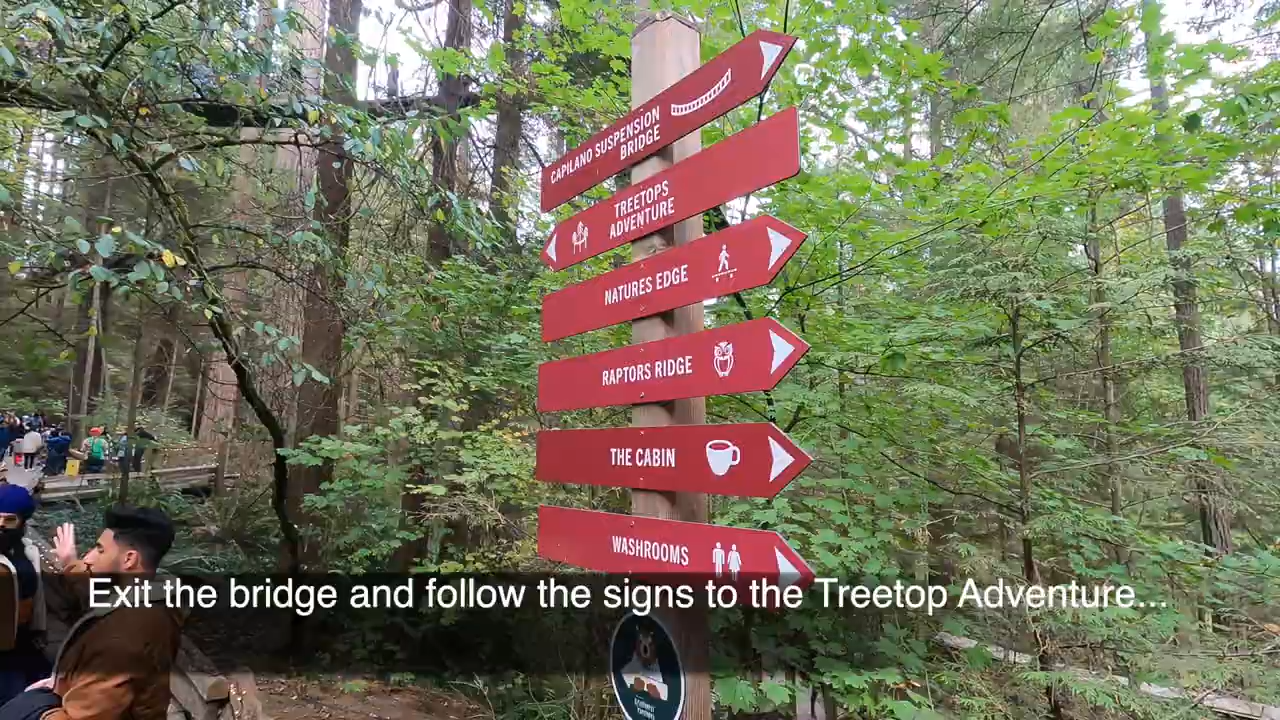 CAPILANO SUSPENSION
BRIDGE
TREETOPS
ADVENTURE
NATURES EDGE
RAPTORS RIDGE
THE CABIN
WASHROOMS
Exit the bridge and follow the signs to the Treetop Adventure...